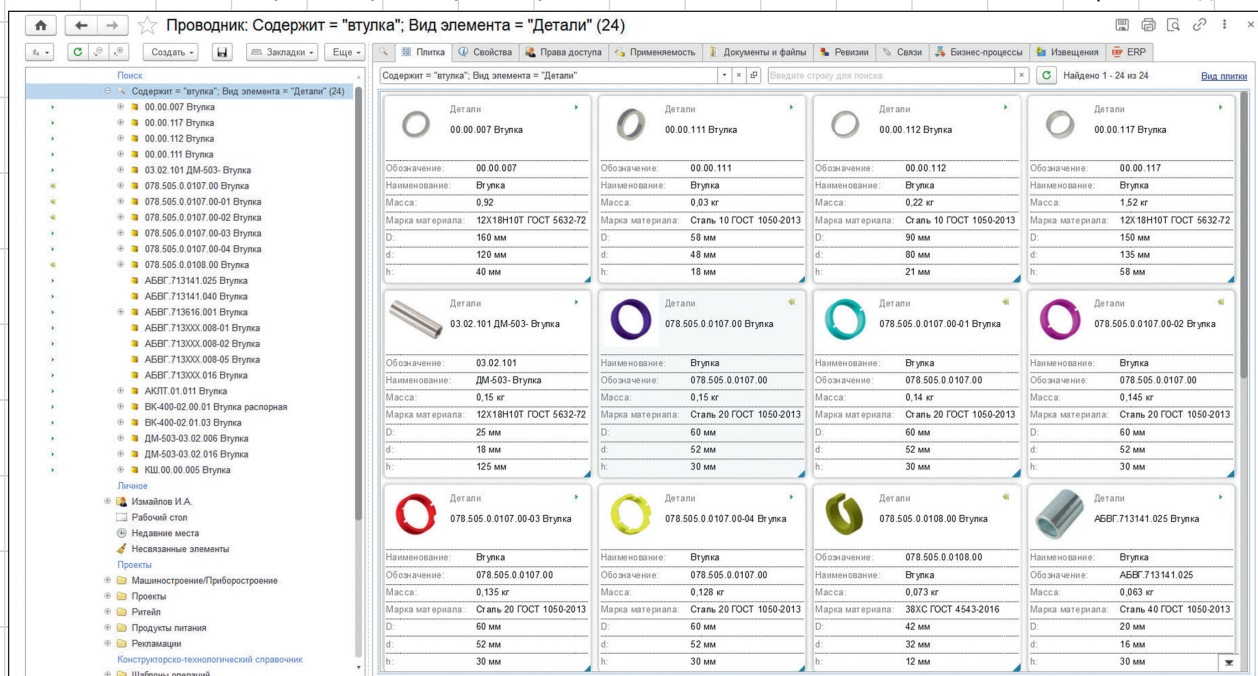 Проводник: Содержит = "втулка"; Вид элемента = "Детали" (24)
Создать
Закладки
Еще
Плитка
Свойства
Права доступа
Применяемость
Документы и файлы
Ревизии
Связи
Бизнес-процессы
Извещения
ERP
Поиск
Содержит = "втулка"; Вид элемента = "Детали" (24)
00.00.007 Втулка
00.00.117 Втулка
00.00.112 Втулка
00.00.111 Втулка
03.02.101 ДМ-503- Втулка
078.505.0.0107.00 Втулка
078.505.0.0107.00-01 Втулка
078.505.0.0107.00-02 Втулка
078.505.0.0107.00-03 Втулка
078.505.0.0107.00-04 Втулка
078.505.0.0108.00 Втулка
АБВГ.713141.025 Втулка
АБВГ.713141.040 Втулка
АБВГ.713616.001 Втулка
АБВГ.713XXX.008-01 Втулка
АБВГ.713XXX.008-02 Втулка
АБВГ.713XXX.008-05 Втулка
АБВГ.713XXX.016 Втулка
АКЛТ.01.011 Втулка
ВК-400-02.00.01 Втулка распорная
ВК-400-02.01.03 Втулка
ДМ-503-03.02.006 Втулка
ДМ-503-03.02.016 Втулка
КШ.00.00.005 Втулка
Личное
Измайлов И.А.
Рабочий стол
Недавние места
Несвязанные элементы
Проекты
Машиностроение/Приборостроение
Проекты
Ритейл
Продукты питания
Рекламации
Конструкторско-технологический справочник
Шаблоны операций
Содержит = "втулка"; Вид элемента = "Детали"
Введите строку для поиска
Найдено 1 - 24 из 24
Вид плитки
Детали
00.00.007 Втулка
Обозначение: 00.00.007
Наименование: Втулка
Масса: 0,92
Марка материала: 12Х18Н10Т ГОСТ 5632-72
D: 160 мм
d: 120 мм
h: 40 мм
Детали
00.00.111 Втулка
Обозначение: 00.00.111
Наименование: Втулка
Масса: 0,03 кг
Марка материала: Сталь 10 ГОСТ 1050-2013
D: 58 мм
d: 48 мм
h: 18 мм
Детали
00.00.112 Втулка
Обозначение: 00.00.112
Наименование: Втулка
Масса: 0,22 кг
Марка материала: Сталь 10 ГОСТ 1050-2013
D: 90 мм
d: 80 мм
h: 21 мм
Детали
00.00.117 Втулка
Обозначение: 00.00.117
Наименование: Втулка
Масса: 1,52 кг
Марка материала: 12Х18Н10Т ГОСТ 5632-72
D: 150 мм
d: 135 мм
h: 58 мм
Детали
03.02.101 ДМ-503- Втулка
Обозначение: 03.02.101
Наименование: ДМ-503- Втулка
Масса: 0,15 кг
Марка материала: 12Х18Н10Т ГОСТ 5632-72
D: 25 мм
d: 18 мм
h: 125 мм
Детали
078.505.0.0107.00 Втулка
Наименование: Втулка
Обозначение: 078.505.0.0107.00
Масса: 0,15 кг
Марка материала: Сталь 20 ГОСТ 1050-2013
D: 60 мм
d: 52 мм
h: 30 мм
Детали
078.505.0.0107.00-01 Втулка
Наименование: Втулка
Обозначение: 078.505.0.0107.00
Масса: 0,14 кг
Марка материала: Сталь 20 ГОСТ 1050-2013
D: 60 мм
d: 52 мм
h: 30 мм
Детали
078.505.0.0107.00-02 Втулка
Наименование: Втулка
Обозначение: 078.505.0.0107.00
Масса: 0,145 кг
Марка материала: Сталь 20 ГОСТ 1050-2013
D: 60 мм
d: 52 мм
h: 30 мм
Детали
078.505.0.0107.00-03 Втулка
Наименование: Втулка
Обозначение: 078.505.0.0107.00
Масса: 0,135 кг
Марка материала: Сталь 20 ГОСТ 1050-2013
D: 60 мм
d: 52 мм
h: 30 мм
Детали
078.505.0.0107.00-04 Втулка
Наименование: Втулка
Обозначение: 078.505.0.0107.00
Масса: 0,128 кг
Марка материала: Сталь 20 ГОСТ 1050-2013
D: 60 мм
d: 52 мм
h: 30 мм
Детали
078.505.0.0108.00 Втулка
Обозначение: 078.505.0.0108.00
Наименование: Втулка
Масса: 0,073 кг
Марка материала: 38ХС ГОСТ 4543-2016
D: 42 мм
d: 32 мм
h: 12 мм
Детали
АБВГ.713141.025 Втулка
Наименование: Втулка
Обозначение: АБВГ.713141.025
Масса: 0,063 кг
Марка материала: Сталь 40 ГОСТ 1050-2013
D: 20 мм
d: 16 мм
h: 30 мм